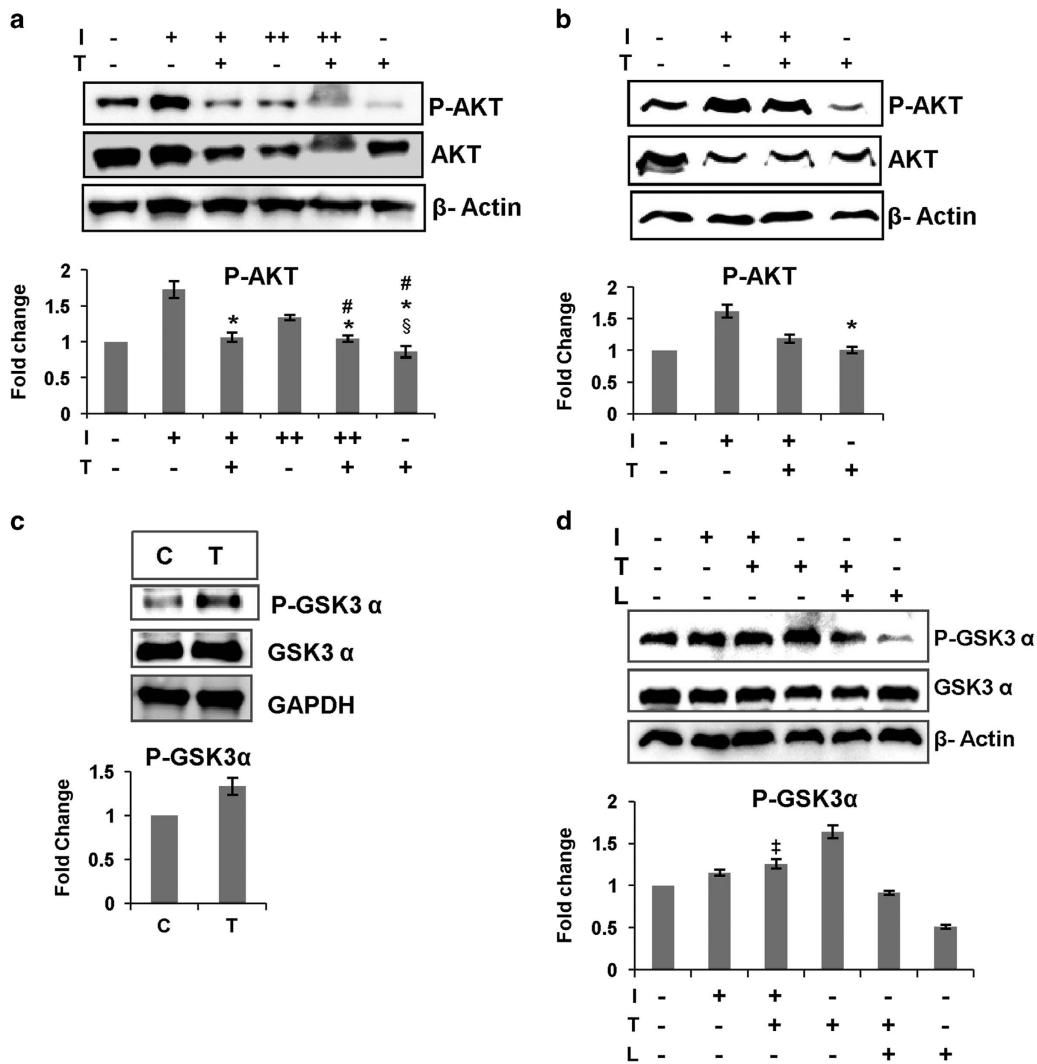 a
I - + + ++ ++ -
T - - + - + +
P-AKT
AKT
β- Actin
P-AKT
Fold change
2
1.5
1
0.5
0
* # * # * §
I - + + ++ ++ -
T - - + - + +
b
I - + + -
T - - + +
P-AKT
AKT
β- Actin
P-AKT
Fold Change
2
1.5
1
0.5
0
*
I - + + -
T - - + +
c
C T
P-GSK3 α
GSK3 α
GAPDH
P-GSK3α
Fold Change
1.5
1
0.5
0
C T
d
I - + + - - -
T - - + + + -
L - - - - + +
P-GSK3 α
GSK3 α
β- Actin
P-GSK3α
Fold change
2
1.5
1
0.5
0
‡
I - + + - - -
T - - + + + -
L - - - - + +